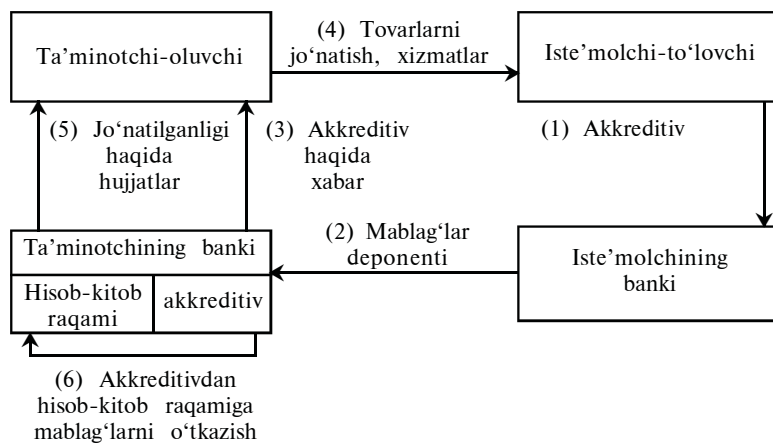 Ta’minotchi-oluvchi
(4) Tovarlarni
jo‘natish, xizmatlar
Iste’molchi-to‘lovchi
(5) Jo‘natilganligi
haqida
hujjatlar
(3) Akkreditiv
haqida
xabar
(1) Akkreditiv
Ta’minotchining banki
Hisob-kitob
raqami
akkreditiv
(2) Mablag‘lar
deponenti
Iste’molchining
banki
(6) Akkreditivdan
hisob-kitob raqamiga
mablag‘larni o‘tkazish